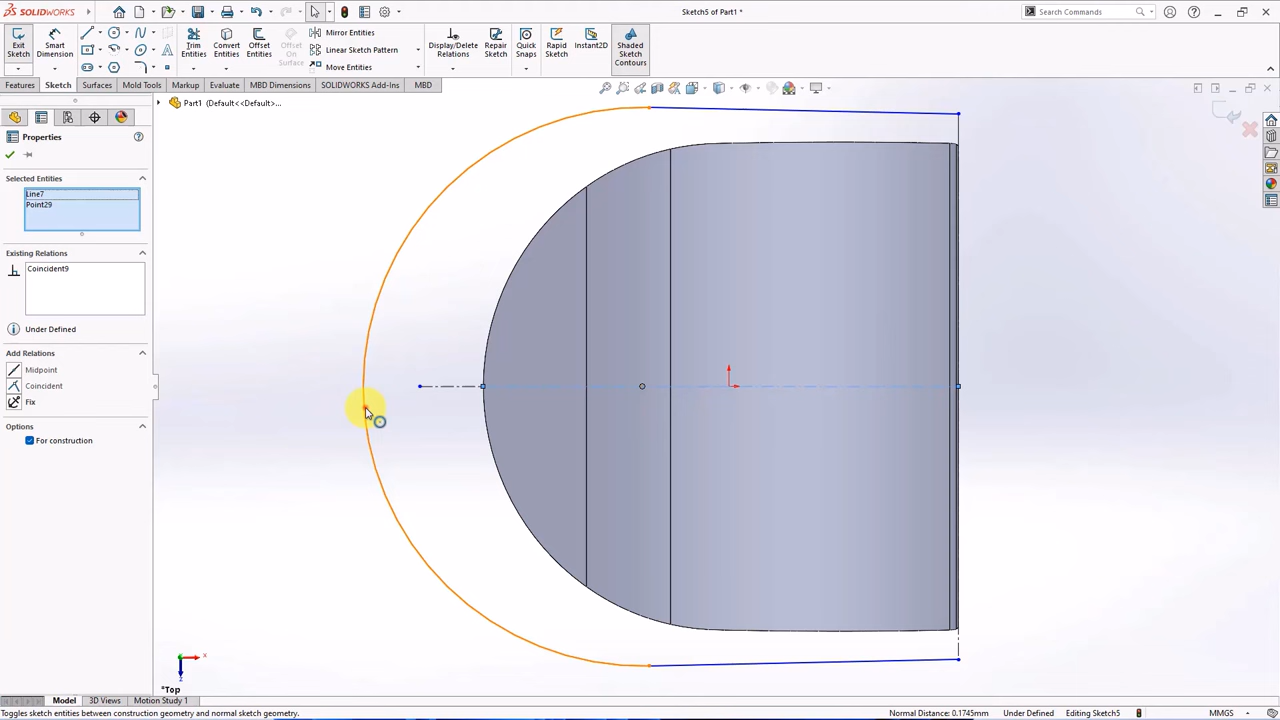 SOLIDWORKS
Sketch5 of Part1 *
Search Commands
Exit Sketch
Smart Dimension
Trim Entities
Convert Entities
Offset Entities
Offset On Surface
Mirror Entities
Linear Sketch Pattern
Move Entities
Display/Delete Relations
Repair Sketch
Quick Snaps
Rapid Sketch
Instant2D
Shaded Sketch Contours
Features
Sketch
Surfaces
Mold Tools
Markup
Evaluate
MBD Dimensions
SOLIDWORKS Add-Ins
MBD
Part1 (Default<<Default>...
Properties
Selected Entities
Line7
Point29
Existing Relations
Coincident9
Under Defined
Add Relations
Midpoint
Coincident
Fix
Options
For construction
x
z
*Top
Model
3D Views
Motion Study 1
Toggles sketch entities between construction geometry and normal sketch geometry.
Normal Distance: 0.1745mm
Under Defined
Editing Sketch5
MMGS